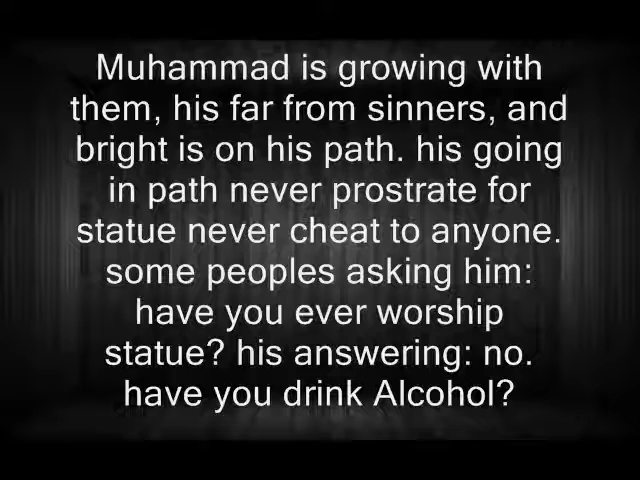 Muhammad is growing with
them, his far from sinners, and
bright is on his path. his going
in path never prostrate for
statue never cheat to anyone.
some peoples asking him:
have you ever worship
statue? his answering: no.
have you drink Alcohol?